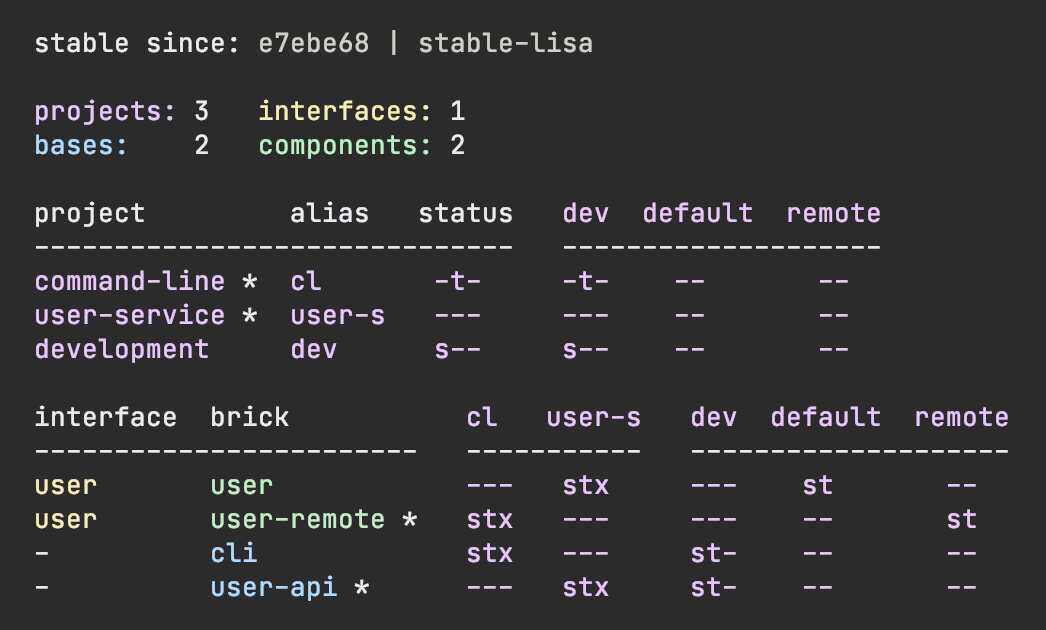 stable since: e7ebe68 | stable-lisa

projects: 3   interfaces: 1
bases:    2   components: 2

project         alias   status   dev  default  remote
------------------------------   --------------------
command-line *  cl       -t-     -t-    --       --
user-service *  user-s   ---     ---    --       --
development     dev      s--     s--    --       --

interface  brick           cl   user-s   dev  default  remote
------------------------   -----------   --------------------
user       user            ---   stx     ---    st       --
user       user-remote *   stx   ---     ---    --       st
-          cli             stx   ---     st-    --       --
-          user-api *      ---   stx     st-    --       --